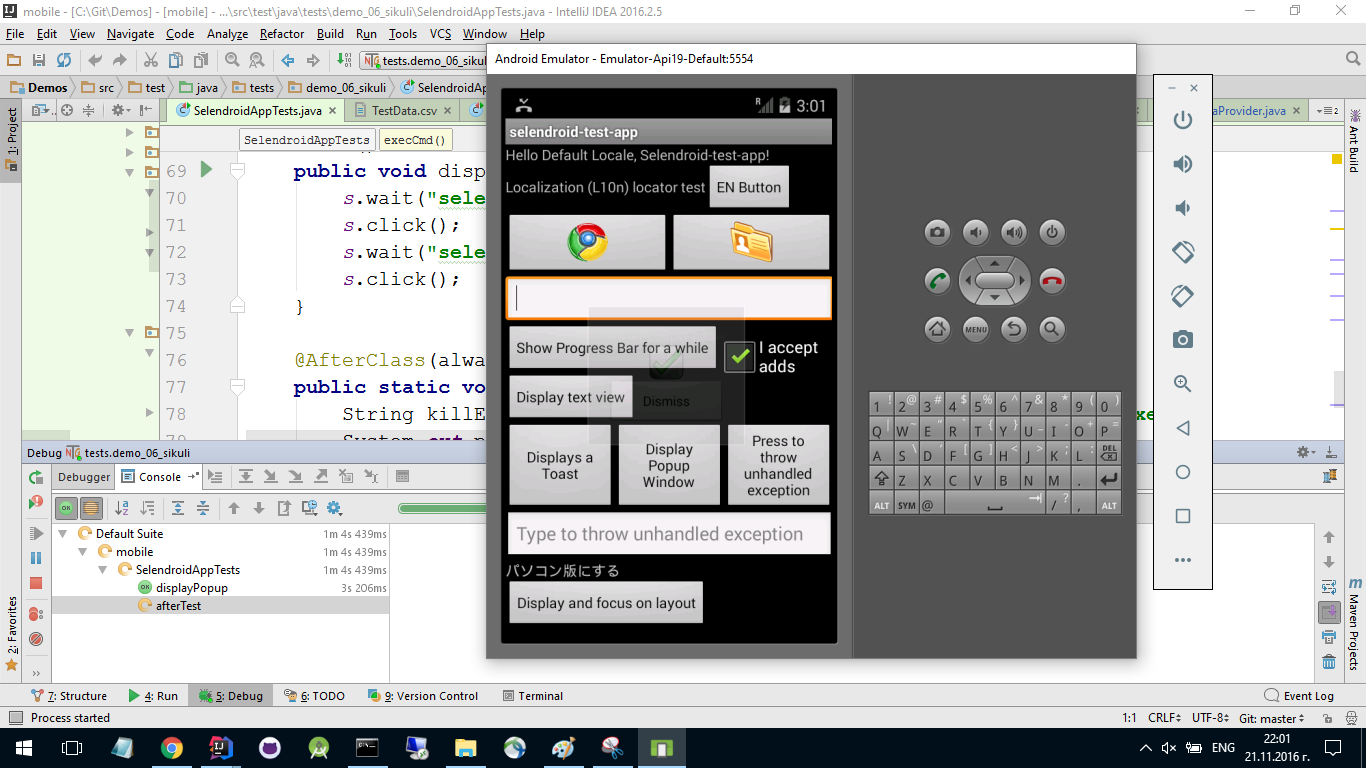 mobile - [C:\Git\Demos] - [mobile] - ...\src\test\java\tests\demo_06_sikuli\SelendroidAppTests.java - IntelliJ IDEA 2016.2.5
File Edit View Navigate Code Analyze Refactor Build Run Tools VCS Window Help
tests.demo_06_sikuli
Demos src test java tests demo_06_sikuli SelendroidAp
SelendroidAppTests.java TestData.csv aProvider.java
SelendroidAppTests execCmd()
69 public void disp
70 s.wait("sele
71 s.click();
72 s.wait("sele
73 s.click();
74 }
75
76 @AfterClass(alwa
77 public static vo
78 String killE xe
1: Project
2: Favorites
Ant Build
Maven Projects
Android Emulator - Emulator-Api19-Default:5554
R 3:01
selendroid-test-app
Hello Default Locale, Selendroid-test-app!
Localization (L10n) locator test EN Button
Show Progress Bar for a while
I accept
adds
Display text view
Dismiss
Displays a
Toast
Display
Popup
Window
Press to
throw
unhandled
exception
Type to throw unhandled exception
パソコン版にする
Display and focus on layout
MENU
1 ! 2 @ 3 # 4 $ 5 % 6 ^ 7 & 8 * 9 ( 0 )
Q | W ~ E " R ` T { Y } U _ I - O + P =
A S \ D ' F [ G ] H < J > K ; L : DEL
Z X C V B N M .
ALT SYM @ / ? , ALT
Debug tests.demo_06_sikuli
Debugger Console
Default Suite 1m 4s 439ms
mobile 1m 4s 439ms
SelendroidAppTests 1m 4s 439ms
OK displayPopup 3s 206ms
afterTest
7: Structure 4: Run 5: Debug 6: TODO 9: Version Control Terminal Event Log
Process started 1:1 CRLF UTF-8 Git: master
ENG 22:01
21.11.2016 г.